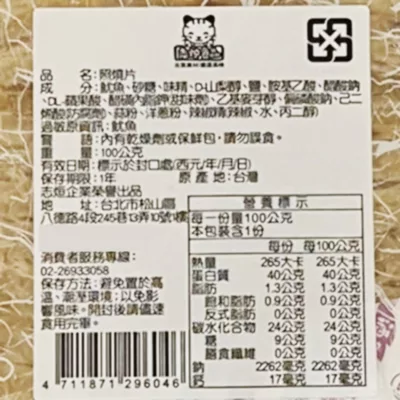 品　名：照燒片
成　分：魷魚、砂糖、味精、D-山梨醇、鹽、胺基乙酸、醋酸鈉、DL-蘋果酸、醋磺內酯鉀(甜味劑)、乙基麥芽醇、偏磷酸鈉、己二烯酸(防腐劑)、蒜粉、洋蔥粉、辣椒精(辣椒、水、丙二醇)
過敏原資訊：魷魚
警　語：內有乾燥劑或保鮮包，請勿誤食。
重　量：100公克
有效日期：標示於封口處(西元/年/月/日)
保存期限：1年　原 產 地：台灣
志烜企業榮譽出品
地　址：台北市松山區
八德路4段245巷13弄10號1樓
消費者服務專線：
02-26933058
保存方法：避免置於高
溫、潮溼環境：以免影
響風味。開封後請儘速
食用完畢。
營養標示
每一份量100公克
本包裝含1份
每份　每100公克
熱量　265大卡　265大卡
蛋白質　40公克　40公克
脂肪　1.3公克　1.3公克
飽和脂肪　0.9公克　0.9公克
反式脂肪　0公克　0公克
碳水化合物　24公克　24公克
糖　9公克　9公克
膳食纖維　0公克　0公克
鈉　2262毫克　2262毫克
鈣　17毫克　17毫克
4 711871 296046